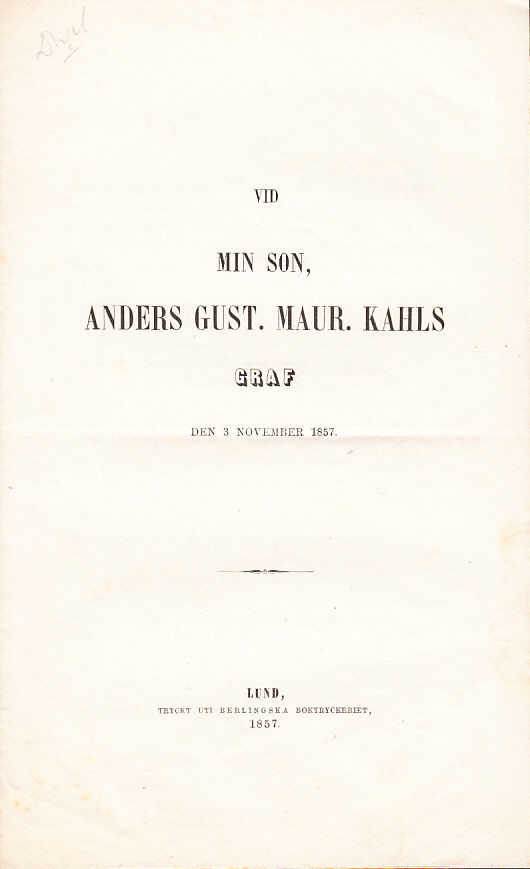 VID
MIN SON,
ANDERS GUST. MAUR. KAHLS
GRAF
DEN 3 NOVEMBER 1857.
LUND,
TRYCKT UTI BERLINGSKA BOKTRYCKERIET,
1857.